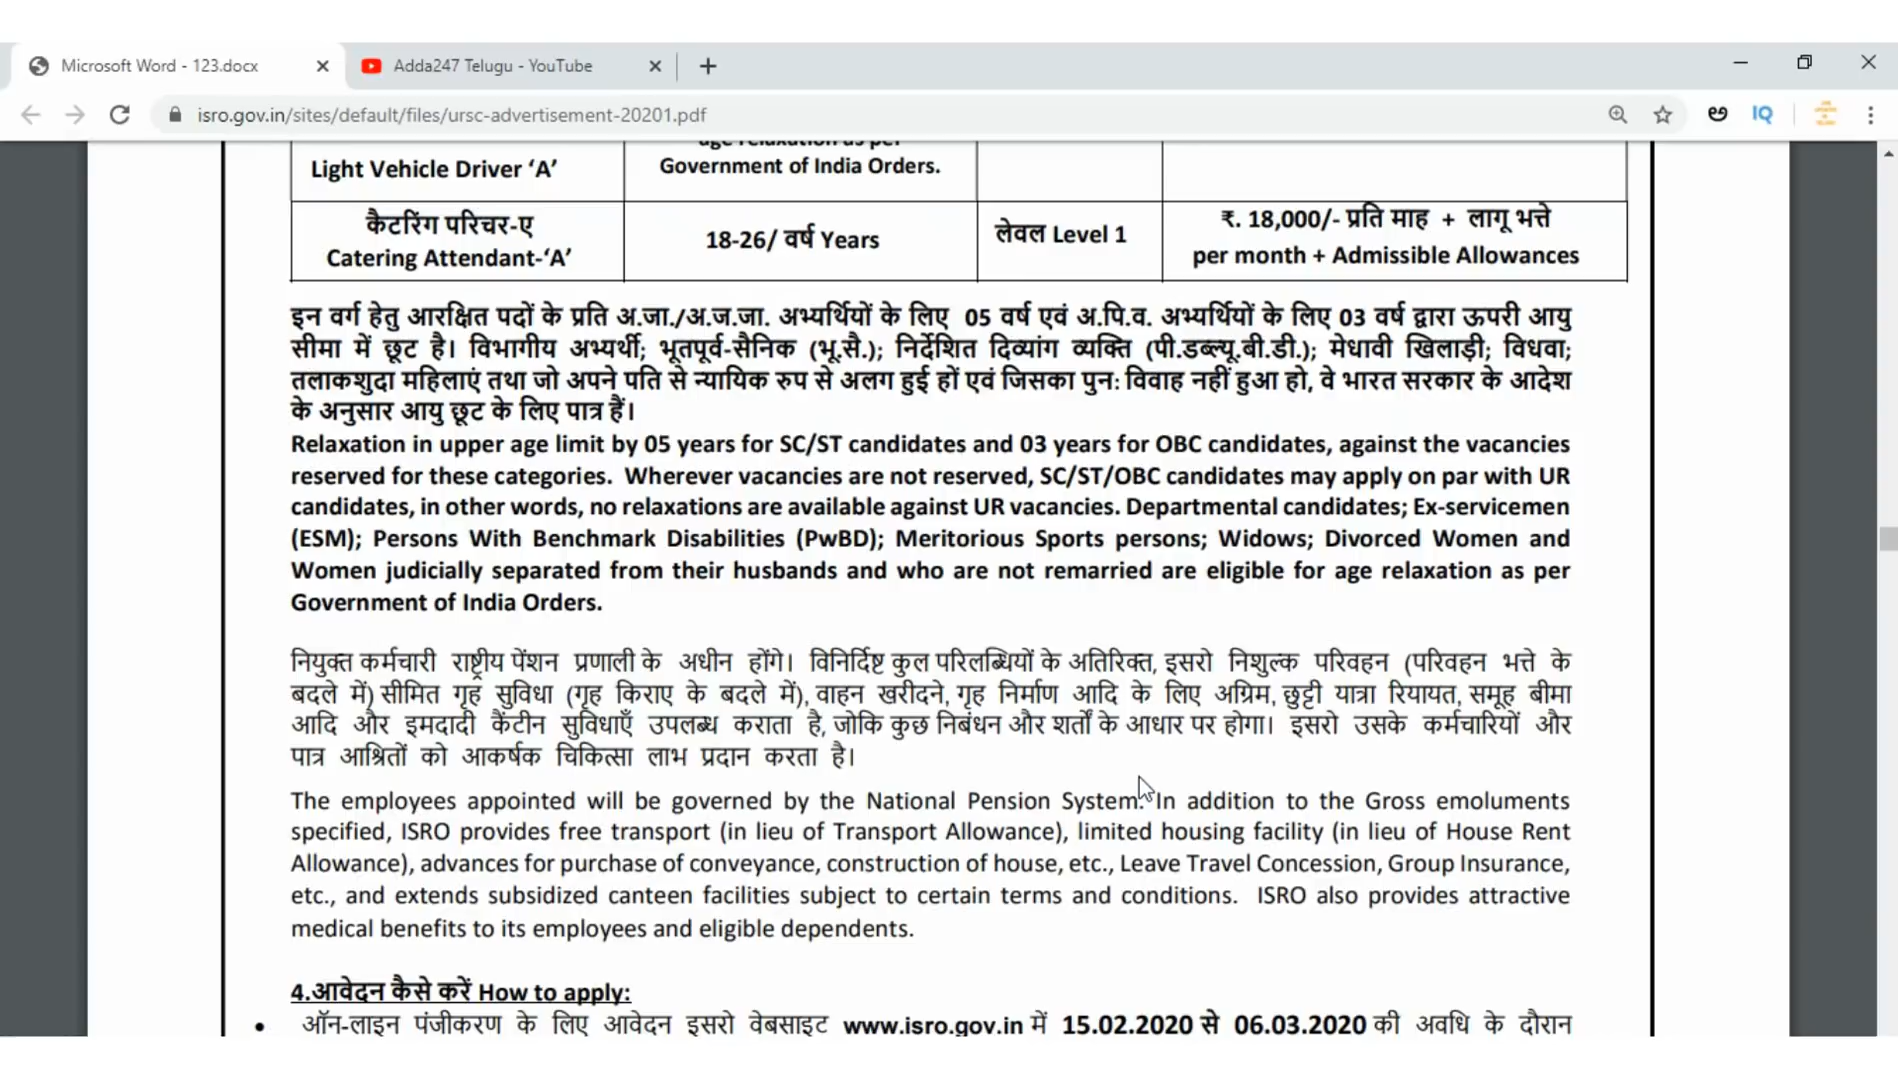 Microsoft Word - 123.docx
Adda247 Telugu - YouTube
isro.gov.in/sites/default/files/ursc-advertisement-20201.pdf
IQ
age relaxation as per
Light Vehicle Driver ‘A’
Government of India Orders.
कैटरिंग परिचर-ए
Catering Attendant-‘A’
18-26/ वर्ष Years
लेवल Level 1
₹. 18,000/- प्रति माह + लागू भत्ते
per month + Admissible Allowances
इन वर्ग हेतु आरक्षित पदों के प्रति अ.जा./अ.ज.जा. अभ्यर्थियों के लिए 05 वर्ष एवं अ.पि.व. अभ्यर्थियों के लिए 03 वर्ष द्वारा ऊपरी आयु
सीमा में छूट है। विभागीय अभ्यर्थी; भूतपूर्व-सैनिक (भू.सै.); निर्देशित दिव्यांग व्यक्ति (पी.डब्ल्यू.बी.डी.); मेधावी खिलाड़ी; विधवा;
तलाकशुदा महिलाएं तथा जो अपने पति से न्यायिक रुप से अलग हुई हों एवं जिसका पुन: विवाह नहीं हुआ हो, वे भारत सरकार के आदेश
के अनुसार आयु छूट के लिए पात्र हैं।
Relaxation in upper age limit by 05 years for SC/ST candidates and 03 years for OBC candidates, against the vacancies
reserved for these categories. Wherever vacancies are not reserved, SC/ST/OBC candidates may apply on par with UR
candidates, in other words, no relaxations are available against UR vacancies. Departmental candidates; Ex-servicemen
(ESM); Persons With Benchmark Disabilities (PwBD); Meritorious Sports persons; Widows; Divorced Women and
Women judicially separated from their husbands and who are not remarried are eligible for age relaxation as per
Government of India Orders.
नियुक्त कर्मचारी राष्ट्रीय पेंशन प्रणाली के अधीन होंगे। विनिर्दिष्ट कुल परिलब्धियों के अतिरिक्त, इसरो निशुल्क परिवहन (परिवहन भत्ते के
बदले में) सीमित गृह सुविधा (गृह किराए के बदले में), वाहन खरीदने, गृह निर्माण आदि के लिए अग्रिम, छुट्टी यात्रा रियायत, समूह बीमा
आदि और इमदादी कैंटीन सुविधाएँ उपलब्ध कराता है, जोकि कुछ निबंधन और शर्तों के आधार पर होगा। इसरो उसके कर्मचारियों और
पात्र आश्रितों को आकर्षक चिकित्सा लाभ प्रदान करता है।
The employees appointed will be governed by the National Pension System. In addition to the Gross emoluments
specified, ISRO provides free transport (in lieu of Transport Allowance), limited housing facility (in lieu of House Rent
Allowance), advances for purchase of conveyance, construction of house, etc., Leave Travel Concession, Group Insurance,
etc., and extends subsidized canteen facilities subject to certain terms and conditions. ISRO also provides attractive
medical benefits to its employees and eligible dependents.
4.आवेदन कैसे करें How to apply:
• ऑन-लाइन पंजीकरण के लिए आवेदन इसरो वेबसाइट www.isro.gov.in में 15.02.2020 से 06.03.2020 की अवधि के दौरान